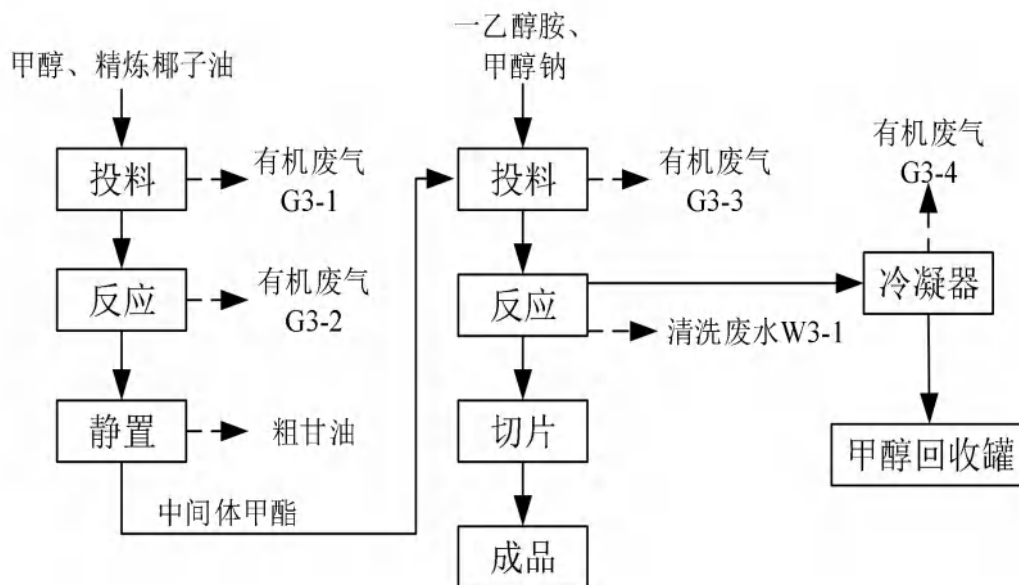 甲醇、精炼椰子油
投料
有机废气
G3-1
反应
有机废气
G3-2
静置
粗甘油
中间体甲酯
一乙醇胺、
甲醇钠
投料
有机废气
G3-3
反应
清洗废水W3-1
切片
成品
有机废气
G3-4
冷凝器
甲醇回收罐